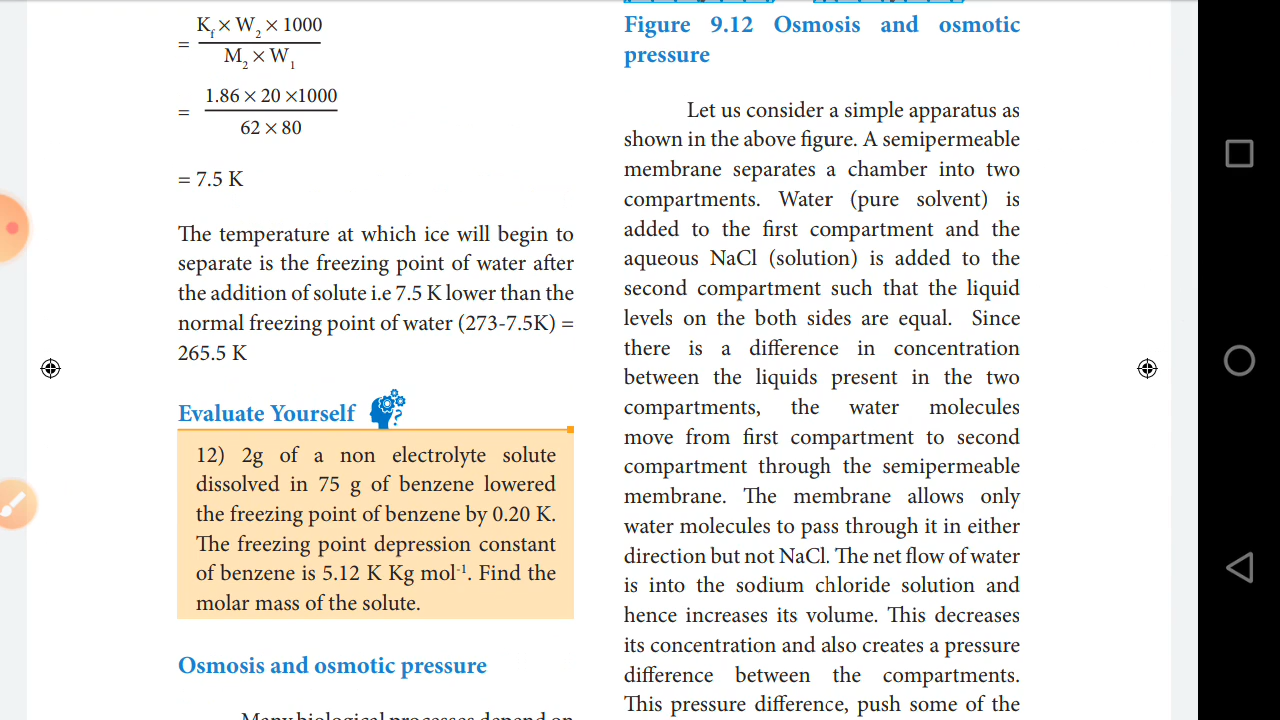 = K_f × W_2 × 1000
M_2 × W_1
= 1.86 × 20 ×1000
62 × 80
= 7.5 K
The temperature at which ice will begin to
separate is the freezing point of water after
the addition of solute i.e 7.5 K lower than the
normal freezing point of water (273-7.5K) =
265.5 K
Evaluate Yourself
?
12) 2g of a non electrolyte solute
dissolved in 75 g of benzene lowered
the freezing point of benzene by 0.20 K.
The freezing point depression constant
of benzene is 5.12 K Kg mol⁻¹. Find the
molar mass of the solute.
Osmosis and osmotic pressure
Many biological processes depend on
Figure 9.12 Osmosis and osmotic
pressure
Let us consider a simple apparatus as
shown in the above figure. A semipermeable
membrane separates a chamber into two
compartments. Water (pure solvent) is
added to the first compartment and the
aqueous NaCl (solution) is added to the
second compartment such that the liquid
levels on the both sides are equal. Since
there is a difference in concentration
between the liquids present in the two
compartments, the water molecules
move from first compartment to second
compartment through the semipermeable
membrane. The membrane allows only
water molecules to pass through it in either
direction but not NaCl. The net flow of water
is into the sodium chloride solution and
hence increases its volume. This decreases
its concentration and also creates a pressure
difference between the compartments.
This pressure difference, push some of the